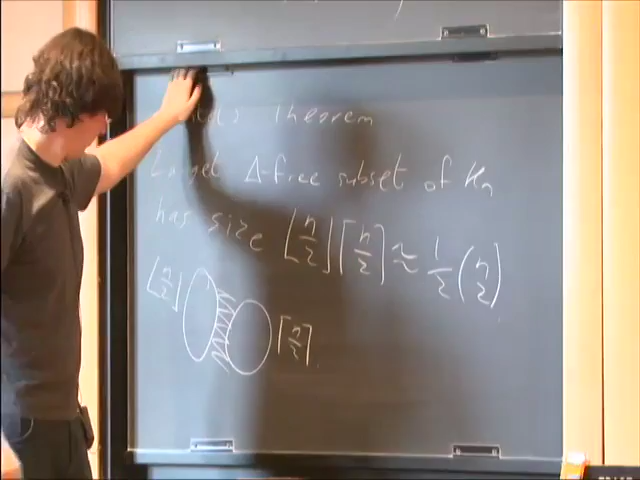 Theorem
Largest Δ-free subset of Kn
has size ⌊n/2⌋⌈n/2⌉ ≈ 1/2 (n 2)
⌊n/2⌋
⌈n/2⌉